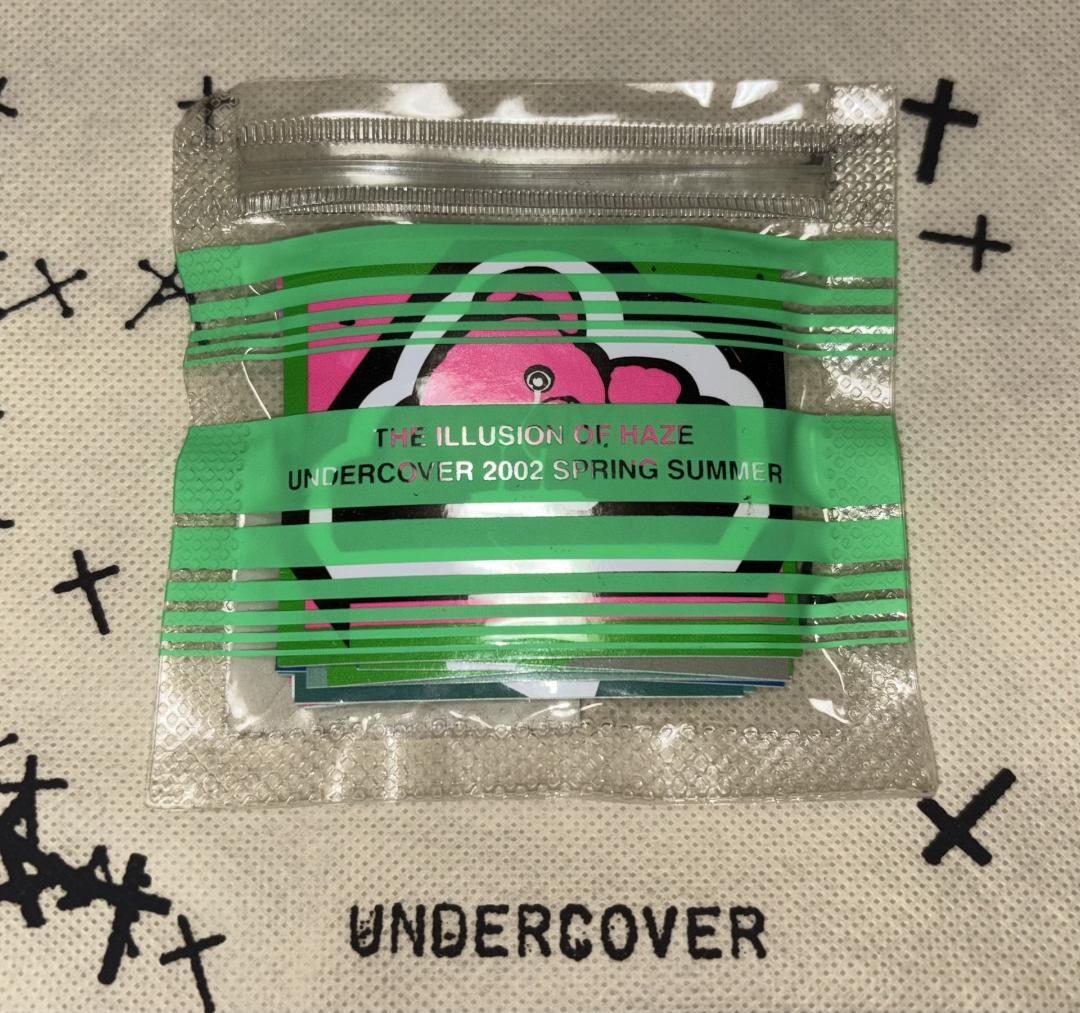 THE ILLUSION OF HAZE
UNDERCOVER 2002 SPRING SUMMER
UNDERCOVER